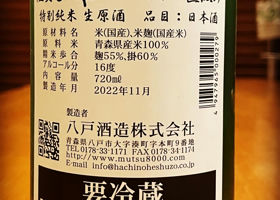 特別純米 生原酒 品目:日本酒
原材料名 米(国産)、米麹(国産米)
原料米 青森県産米100%
精米歩合 麹55%、掛60%
アルコール分 16度
内容量 720ml
製造年月 2022年11月
4947965000279
製造者
八戸酒造株式会社
青森県八戸市大字湊町字本町9番地
TEL 0178-33-1171 FAX 0178-34-1174
www.mutsu8000.com
E-mail info@hachinoheshuzo.co.jp
要冷蔵